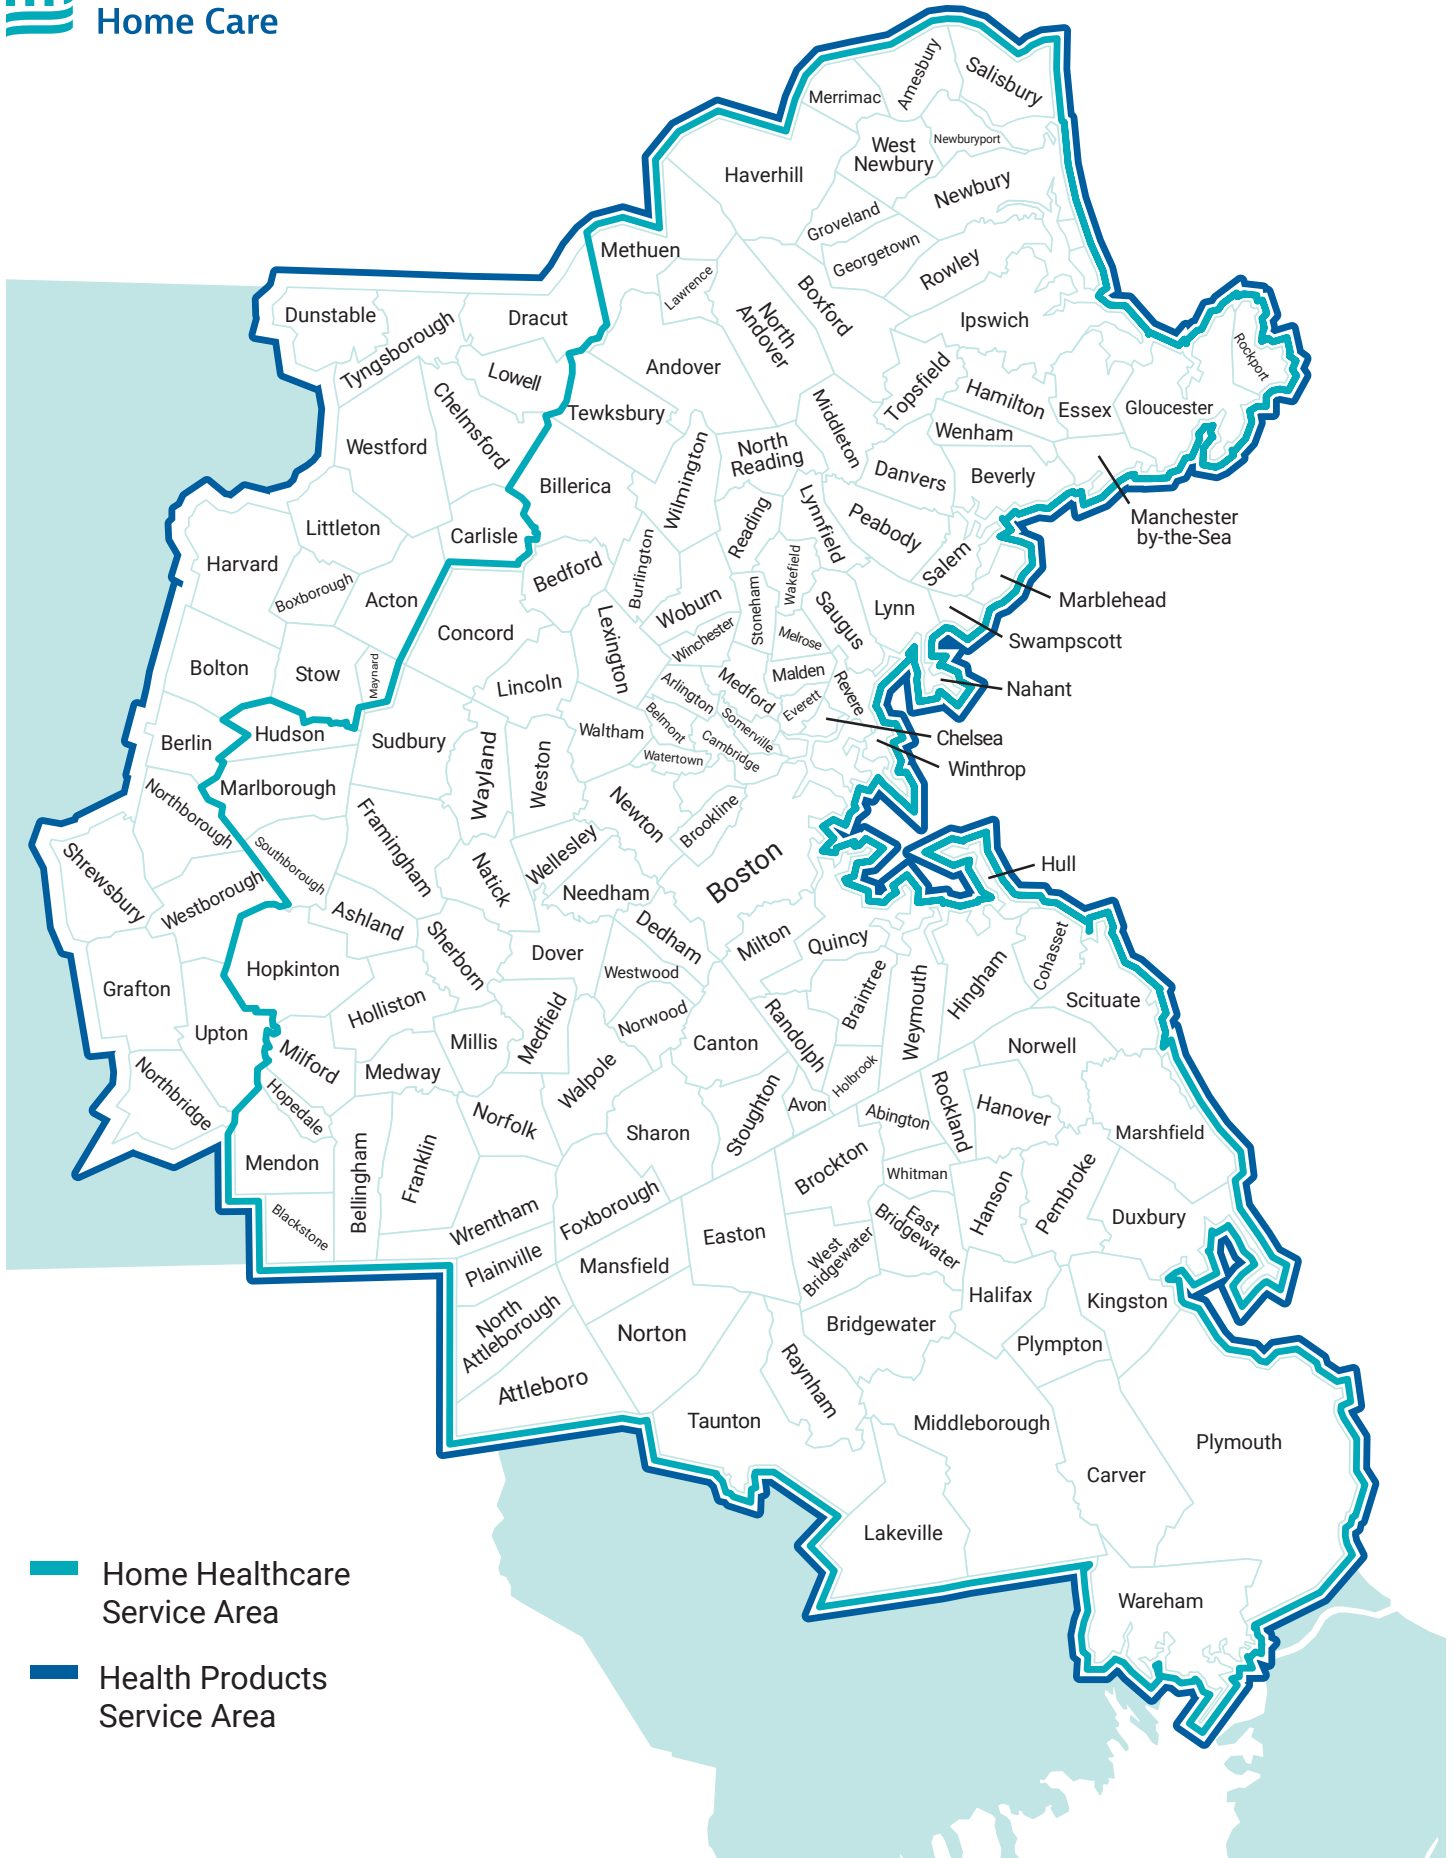 Home Care
Amesbury
Salisbury
Merrimac
Newburyport
West
Newbury
Haverhill
Newbury
Groveland
Georgetown
Methuen
Rowley
Lawrence
Boxford
Dunstable
Dracut
Ipswich
North
Andover
Tyngsborough
Rockport
Andover
Lowell
Topsfield
Hamilton
Essex
Gloucester
Tewksbury
Chelmsford
Middleton
Wenham
Westford
North
Reading
Danvers
Beverly
Wilmington
Billerica
Manchester
by-the-Sea
Littleton
Reading
Lynnfield
Peabody
Carlisle
Harvard
Salem
Bedford
Burlington
Wakefield
Boxborough
Acton
Marblehead
Woburn
Stoneham
Saugus
Lynn
Concord
Swampscott
Winchester
Melrose
Lexington
Bolton
Stow
Maynard
Malden
Lincoln
Arlington
Medford
Everett
Revere
Nahant
Belmont
Somerville
Waltham
Hudson
Sudbury
Berlin
Chelsea
Cambridge
Watertown
Winthrop
Wayland
Weston
Marlborough
Northborough
Newton
Brookline
Framingham
Southborough
Wellesley
Shrewsbury
Boston
Hull
Natick
Needham
Westborough
Ashland
Dedham
Milton
Quincy
Sherborn
Dover
Cohasset
Westwood
Hopkinton
Grafton
Hingham
Braintree
Scituate
Holliston
Norwood
Weymouth
Medfield
Upton
Millis
Canton
Randolph
Norwell
Milford
Medway
Holbrook
Walpole
Northbridge
Hopedale
Avon
Rockland
Hanover
Abington
Norfolk
Sharon
Stoughton
Marshfield
Mendon
Bellingham
Franklin
Brockton
Whitman
Hanson
Pembroke
Wrentham
Foxborough
Blackstone
Easton
East
Bridgewater
Duxbury
West
Bridgewater
Plainville
Mansfield
Halifax
Kingston
North
Attleborough
Norton
Bridgewater
Plympton
Attleboro
Raynham
Taunton
Middleborough
Plymouth
Carver
Lakeville
Home Healthcare
Service Area
Wareham
Health Products
Service Area